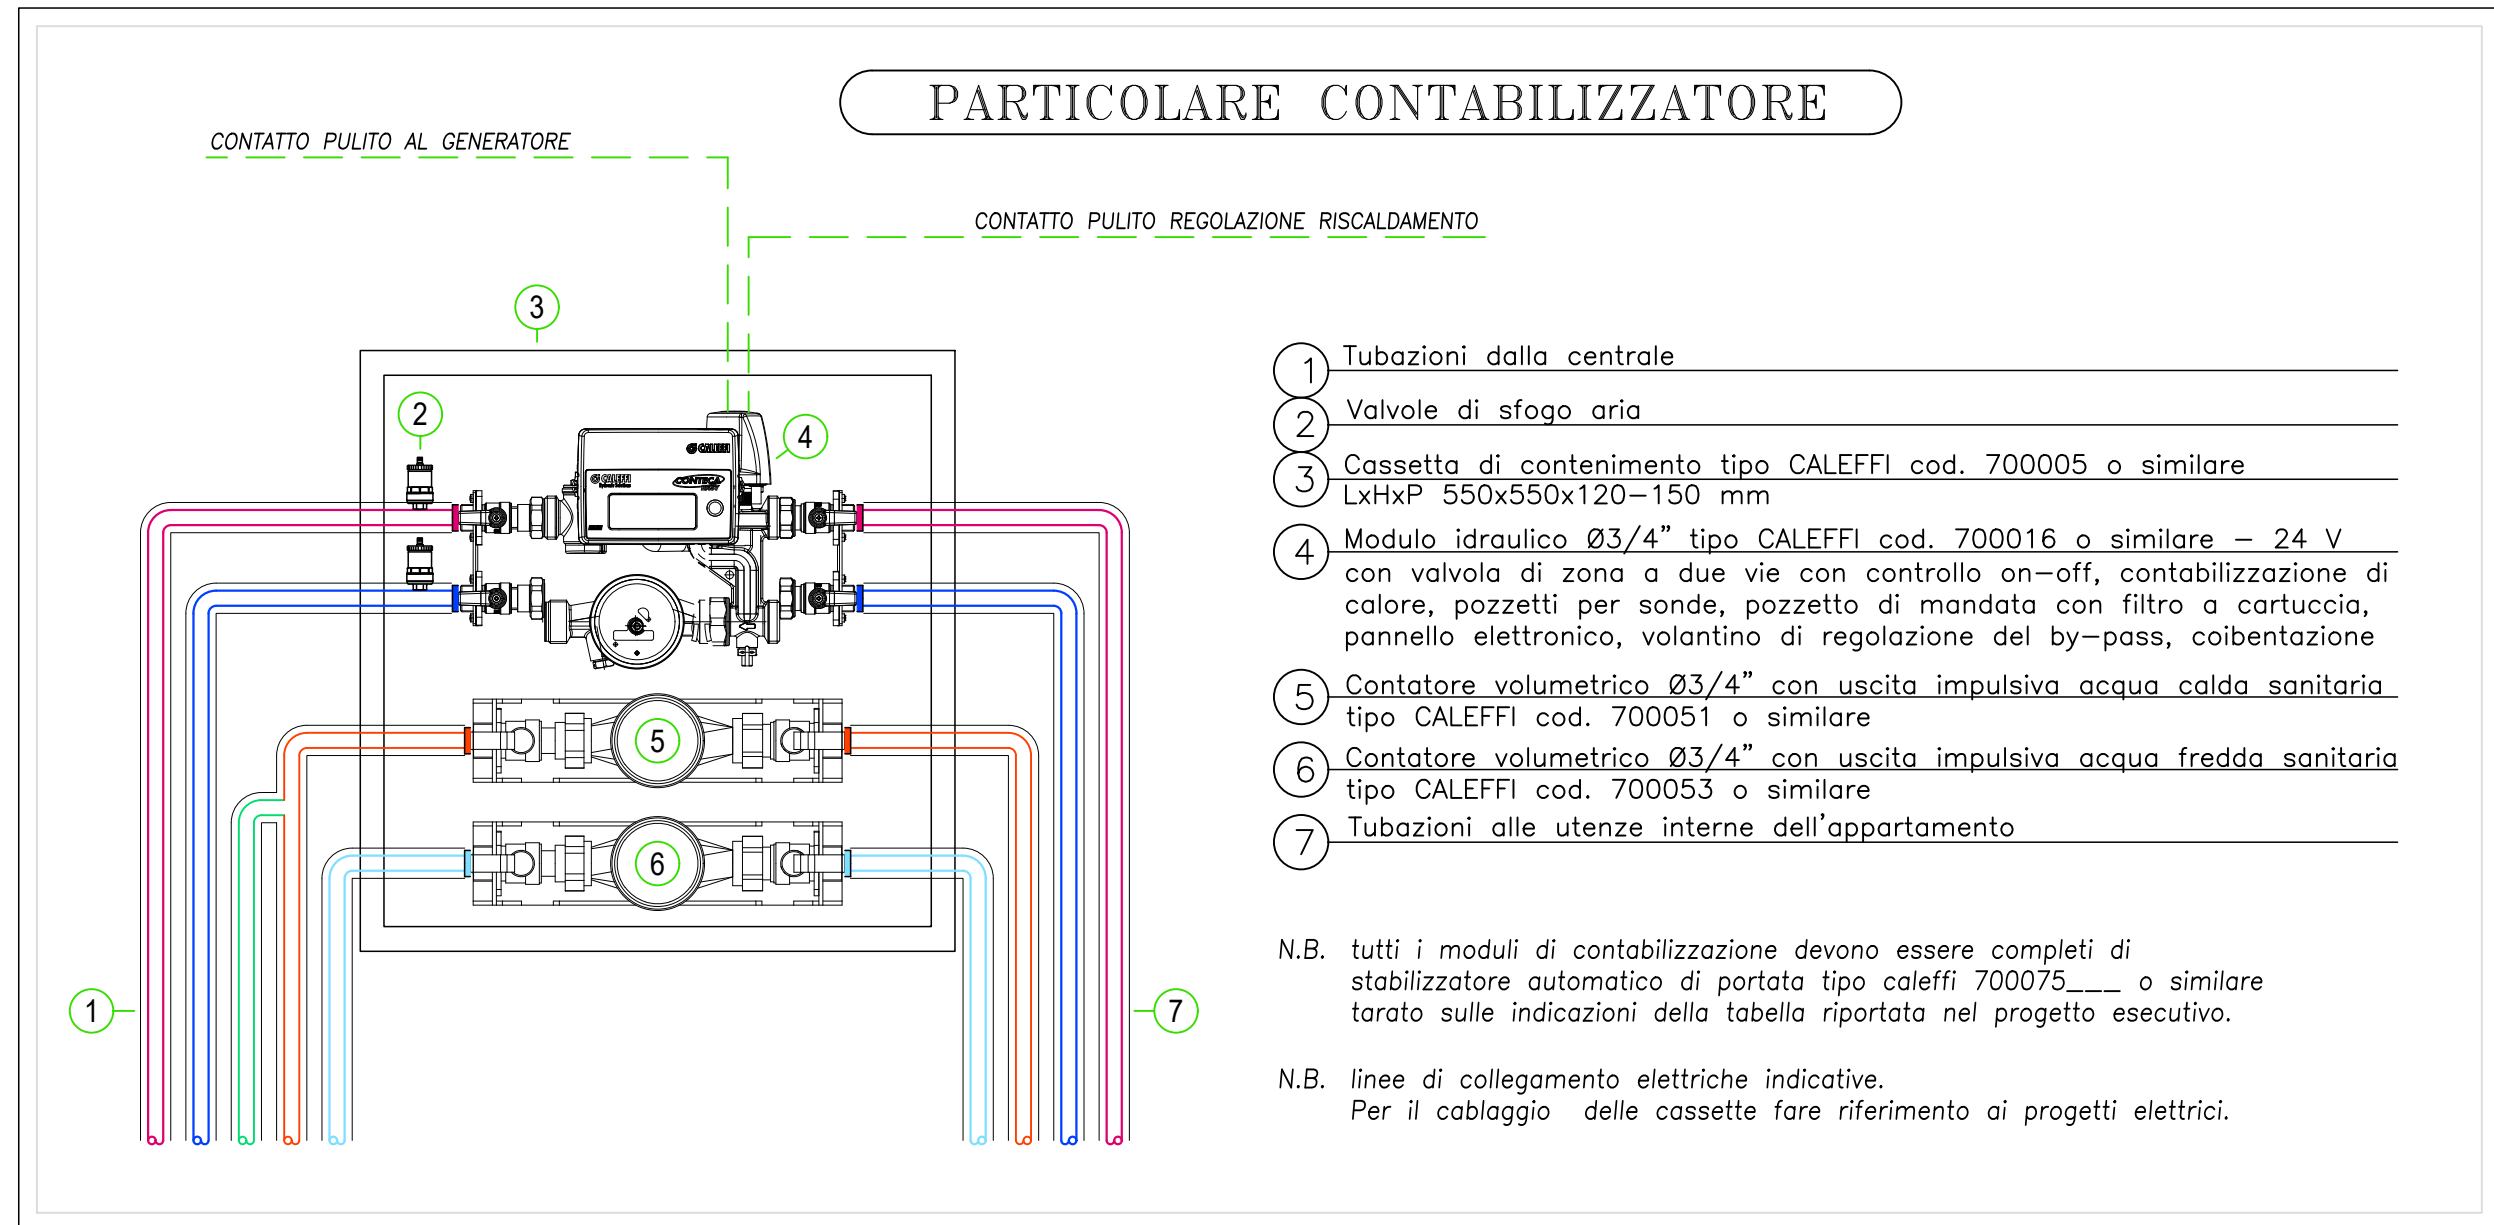 PARTICOLARE CONTABILIZZATORE
CONTATTO PULITO AL GENERATORE
CONTATTO PULITO REGOLAZIONE RISCALDAMENTO
3
2
4
CALEFFI
CALEFFI
CONTECA
5
6
1
7
1 Tubazioni dalla centrale
2 Valvole di sfogo aria
3 Cassetta di contenimento tipo CALEFFI cod. 700005 o similare
LxHxP 550x550x120-150 mm
4 Modulo idraulico Ø3/4" tipo CALEFFI cod. 700016 o similare - 24 V
con valvola di zona a due vie con controllo on-off, contabilizzazione di
calore, pozzetti per sonde, pozzetto di mandata con filtro a cartuccia,
pannello elettronico, volantino di regolazione del by-pass, coibentazione
5 Contatore volumetrico Ø3/4" con uscita impulsiva acqua calda sanitaria
tipo CALEFFI cod. 700051 o similare
6 Contatore volumetrico Ø3/4" con uscita impulsiva acqua fredda sanitaria
tipo CALEFFI cod. 700053 o similare
7 Tubazioni alle utenze interne dell'appartamento
N.B. tutti i moduli di contabilizzazione devono essere completi di
stabilizzatore automatico di portata tipo caleffi 700075___ o similare
tarato sulle indicazioni della tabella riportata nel progetto esecutivo.
N.B. linee di collegamento elettriche indicative.
Per il cablaggio delle cassette fare riferimento ai progetti elettrici.